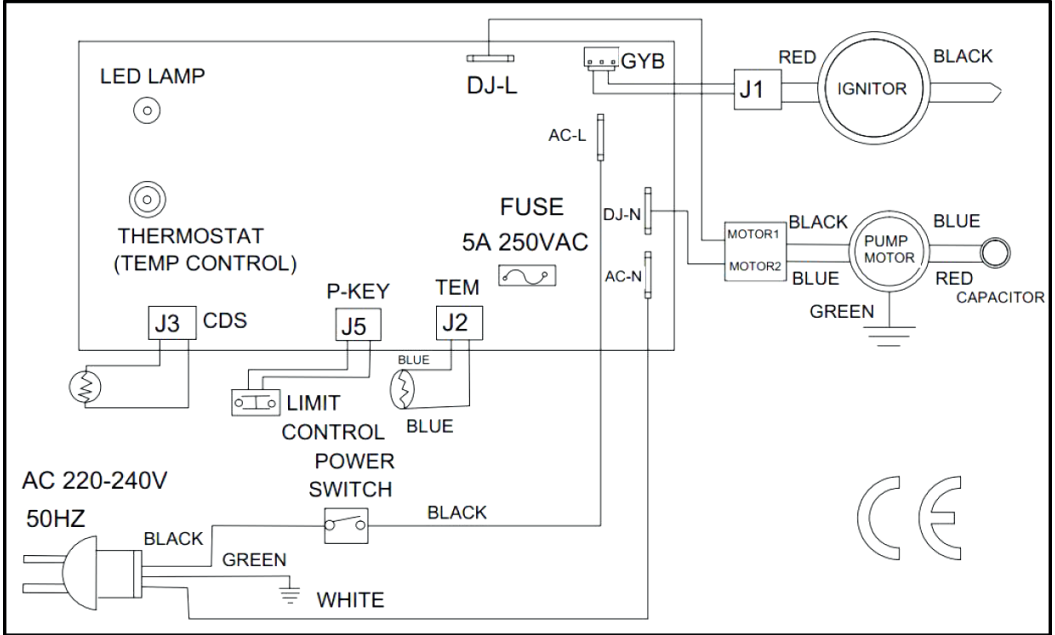 LED LAMP
DJ-L
GYB
RED
BLACK
J1
IGNITOR
AC-L
THERMOSTAT
(TEMP CONTROL)
FUSE
5A 250VAC
DJ-N
AC-N
MOTOR1
MOTOR2
BLACK
BLUE
PUMP
MOTOR
BLUE
RED
CAPACITOR
GREEN
J3
CDS
P-KEY
J5
TEM
J2
BLUE
BLUE
LIMIT
CONTROL
POWER
SWITCH
AC 220-240V
50HZ
BLACK
BLACK
GREEN
WHITE
CE